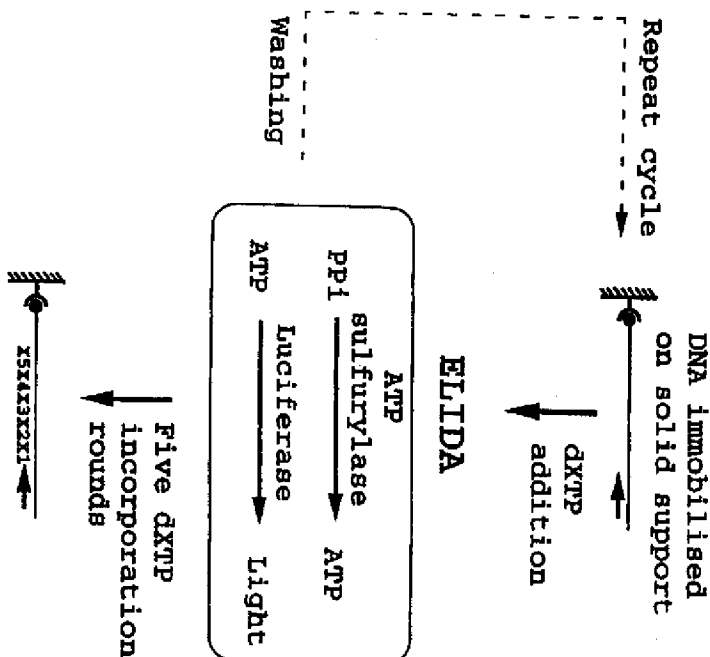 DNA immobilised
on solid support
Repeat cycle
dXTP
addition
ELIDA
ATP
sulfurylase
PPi
ATP
Luciferase
ATP
Light
Washing
Five dXTP
incorporation
rounds
X5X4X3X2X1